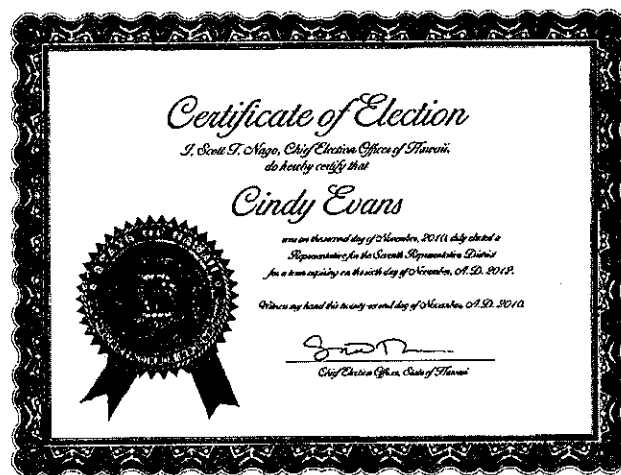 Certificate of Election
I, Scott T. Nago, Chief Election Officer of Hawaii,
do hereby certify that
Cindy Evans
was on the second day of November, 2010, duly elected a
Representative for the Seventh Representative District
for a term expiring on the sixth day of November, A.D. 2012.
Witness my hand this twenty-second day of November, A.D. 2010.
Chief Election Officer, State of Hawaii